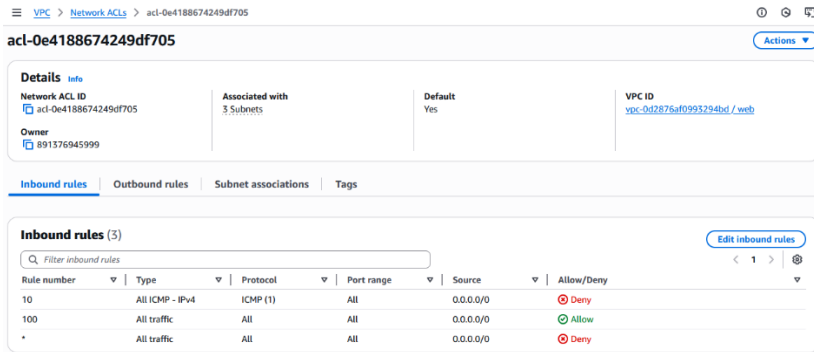 VPC > Network ACLs > acl-0e4188674249df705
acl-0e4188674249df705
Actions
Details Info
Network ACL ID Associated with Default VPC ID
acl-0e4188674249df705 3 Subnets Yes vpc-0d2876af0993294bd / web
Owner
891376945999
Inbound rules Outbound rules Subnet associations Tags
Inbound rules (3)
Edit inbound rules
Filter inbound rules
< 1 >
Rule number Type Protocol Port range Source Allow/Deny
10 All ICMP - IPv4 ICMP (1) All 0.0.0.0/0 Deny
100 All traffic All All 0.0.0.0/0 Allow
* All traffic All All 0.0.0.0/0 Deny